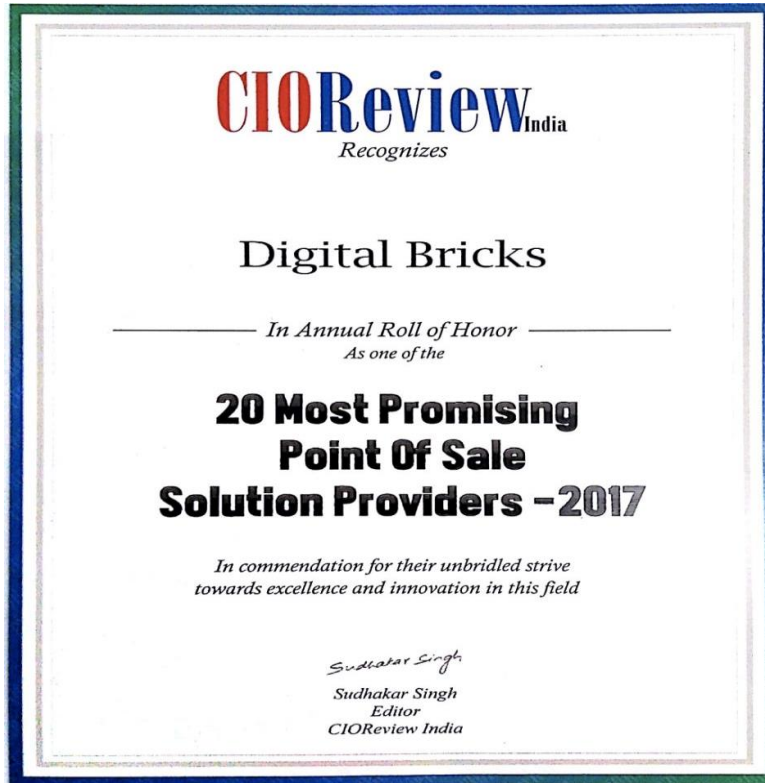 CIOReviewIndia
Recognizes
Digital Bricks
In Annual Roll of Honor
As one of the
20 Most Promising
Point Of Sale
Solution Providers - 2017
In commendation for their unbridled strive
towards excellence and innovation in this field
Sudhakar Singh
Sudhakar Singh
Editor
CIOReview India